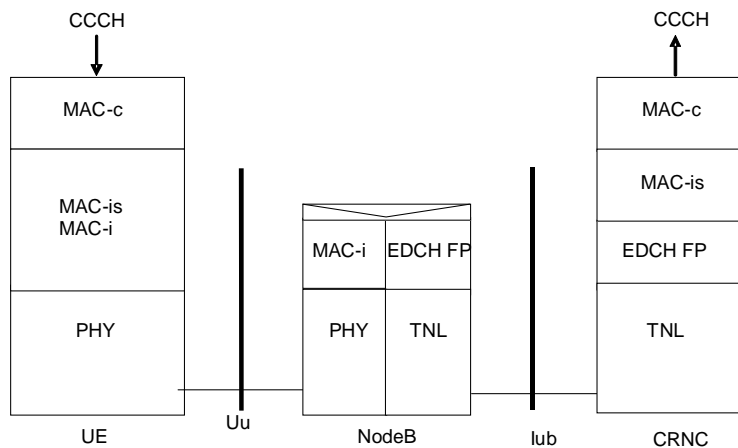 CCCH
CCCH
MAC-c
MAC-c
MAC-is
MAC-i
MAC-is
MAC-i
EDCH FP
EDCH FP
PHY
PHY
TNL
TNL
Uu
Iub
UE
NodeB
CRNC